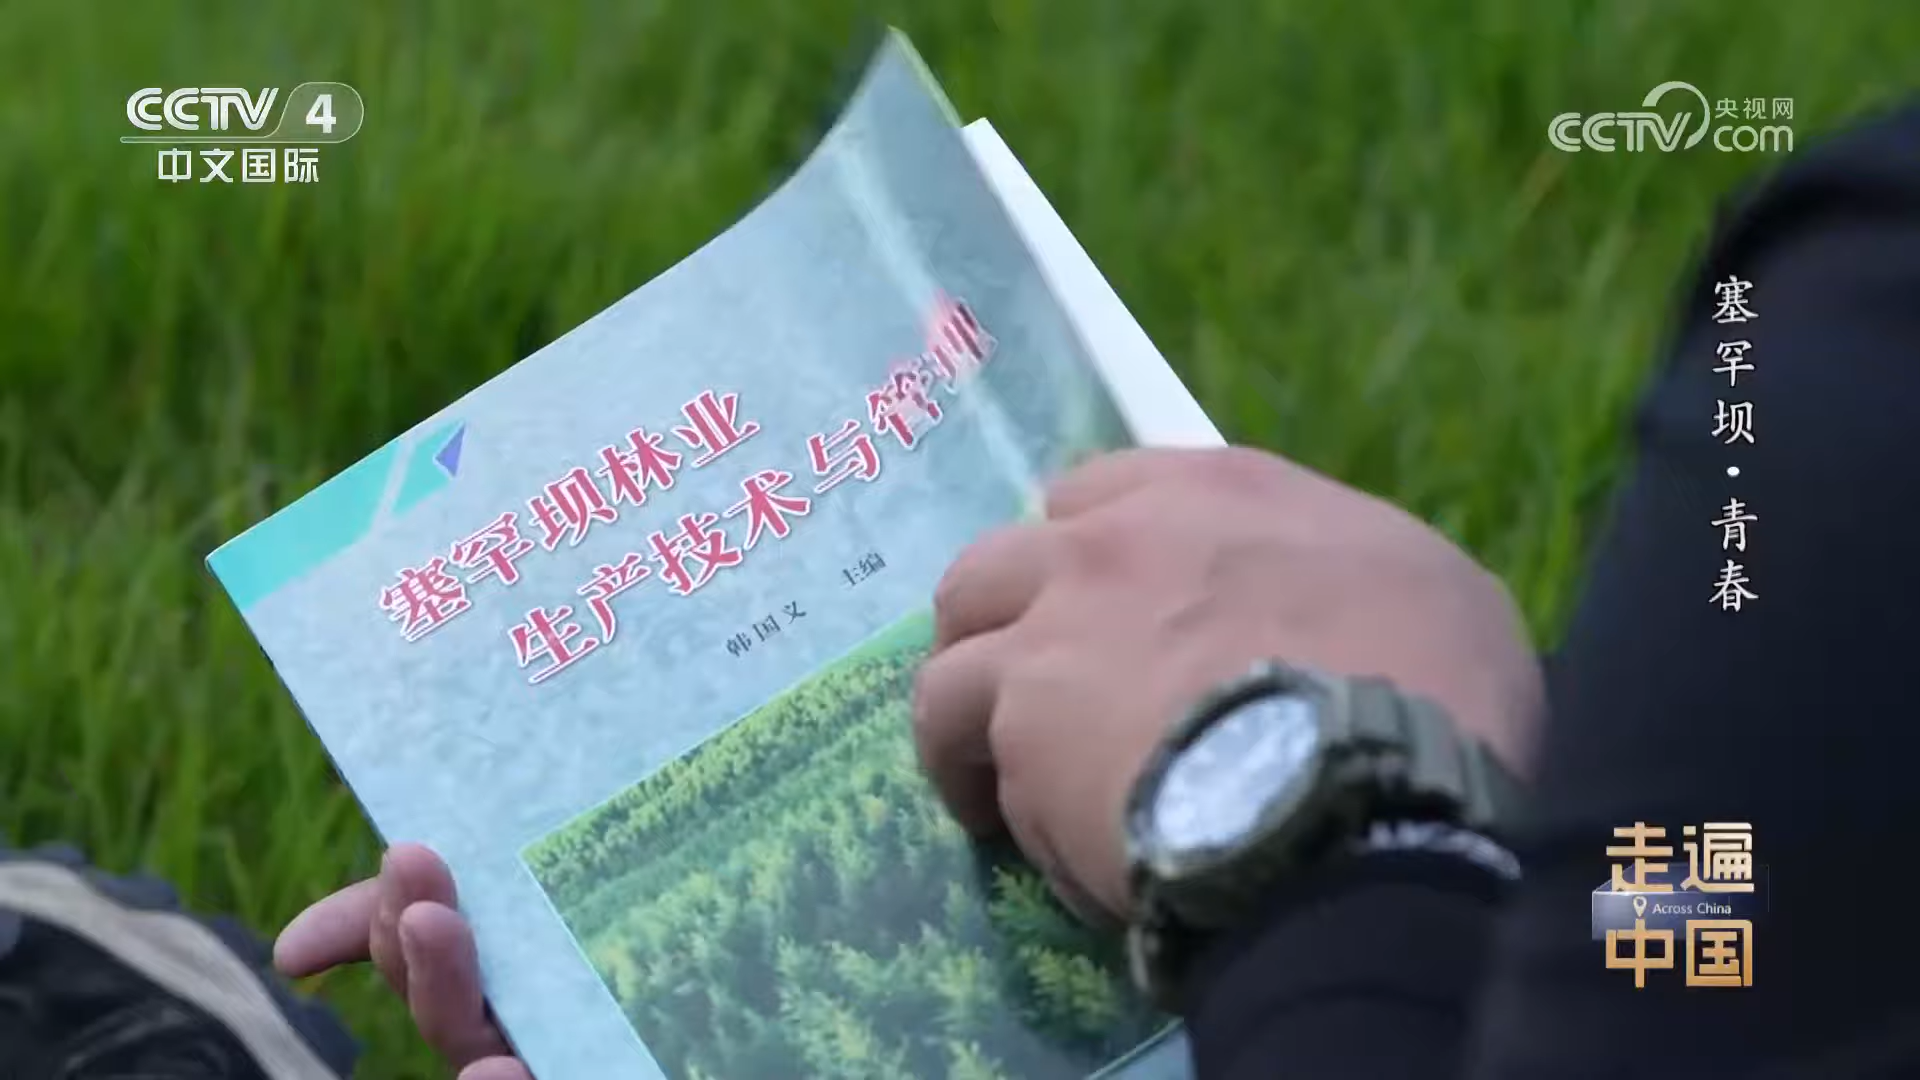 CCTV 4
中文国际
央视网
CCTV com
塞罕坝林业
生产技术与管理
韩国义 主编
塞罕坝·青春
走遍
Across China
中国